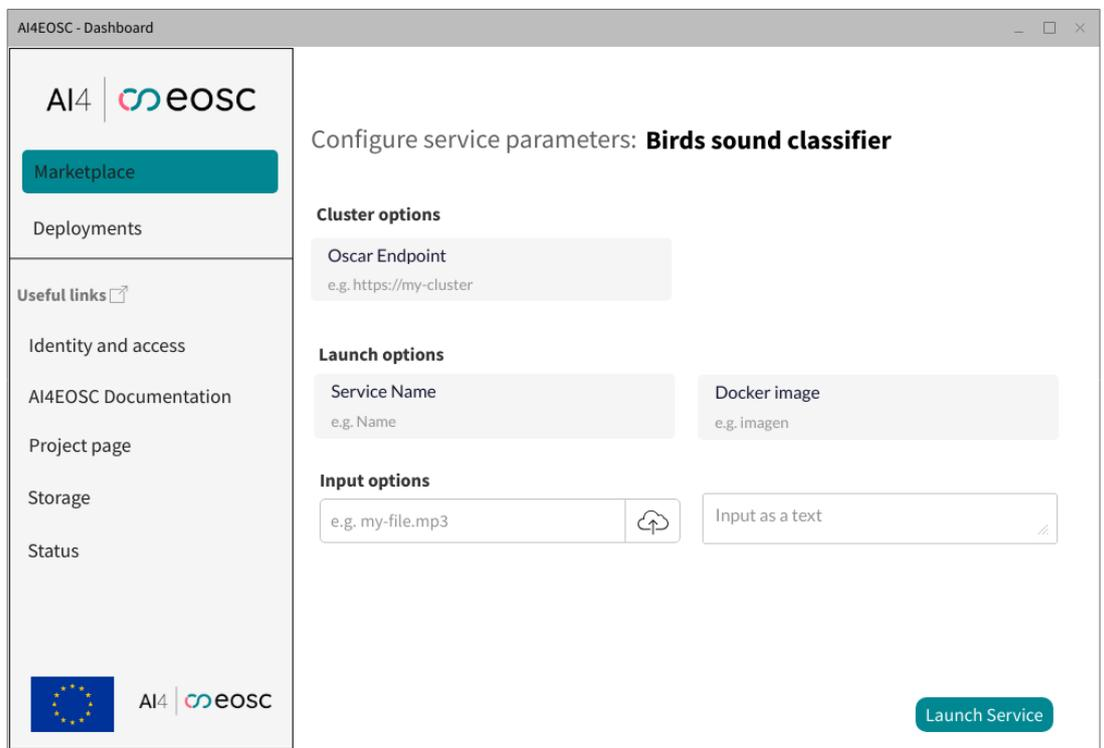 AI4EOSC - Dashboard
AI4 eosc
Marketplace
Deployments
Useful links
Identity and access
AI4EOSC Documentation
Project page
Storage
Status
AI4 eosc
Configure service parameters: Birds sound classifier
Cluster options
Oscar Endpoint
e.g. https://my-cluster
Launch options
Service Name
e.g. Name
Docker image
e.g. imagen
Input options
e.g. my-file.mp3
Input as a text
Launch Service